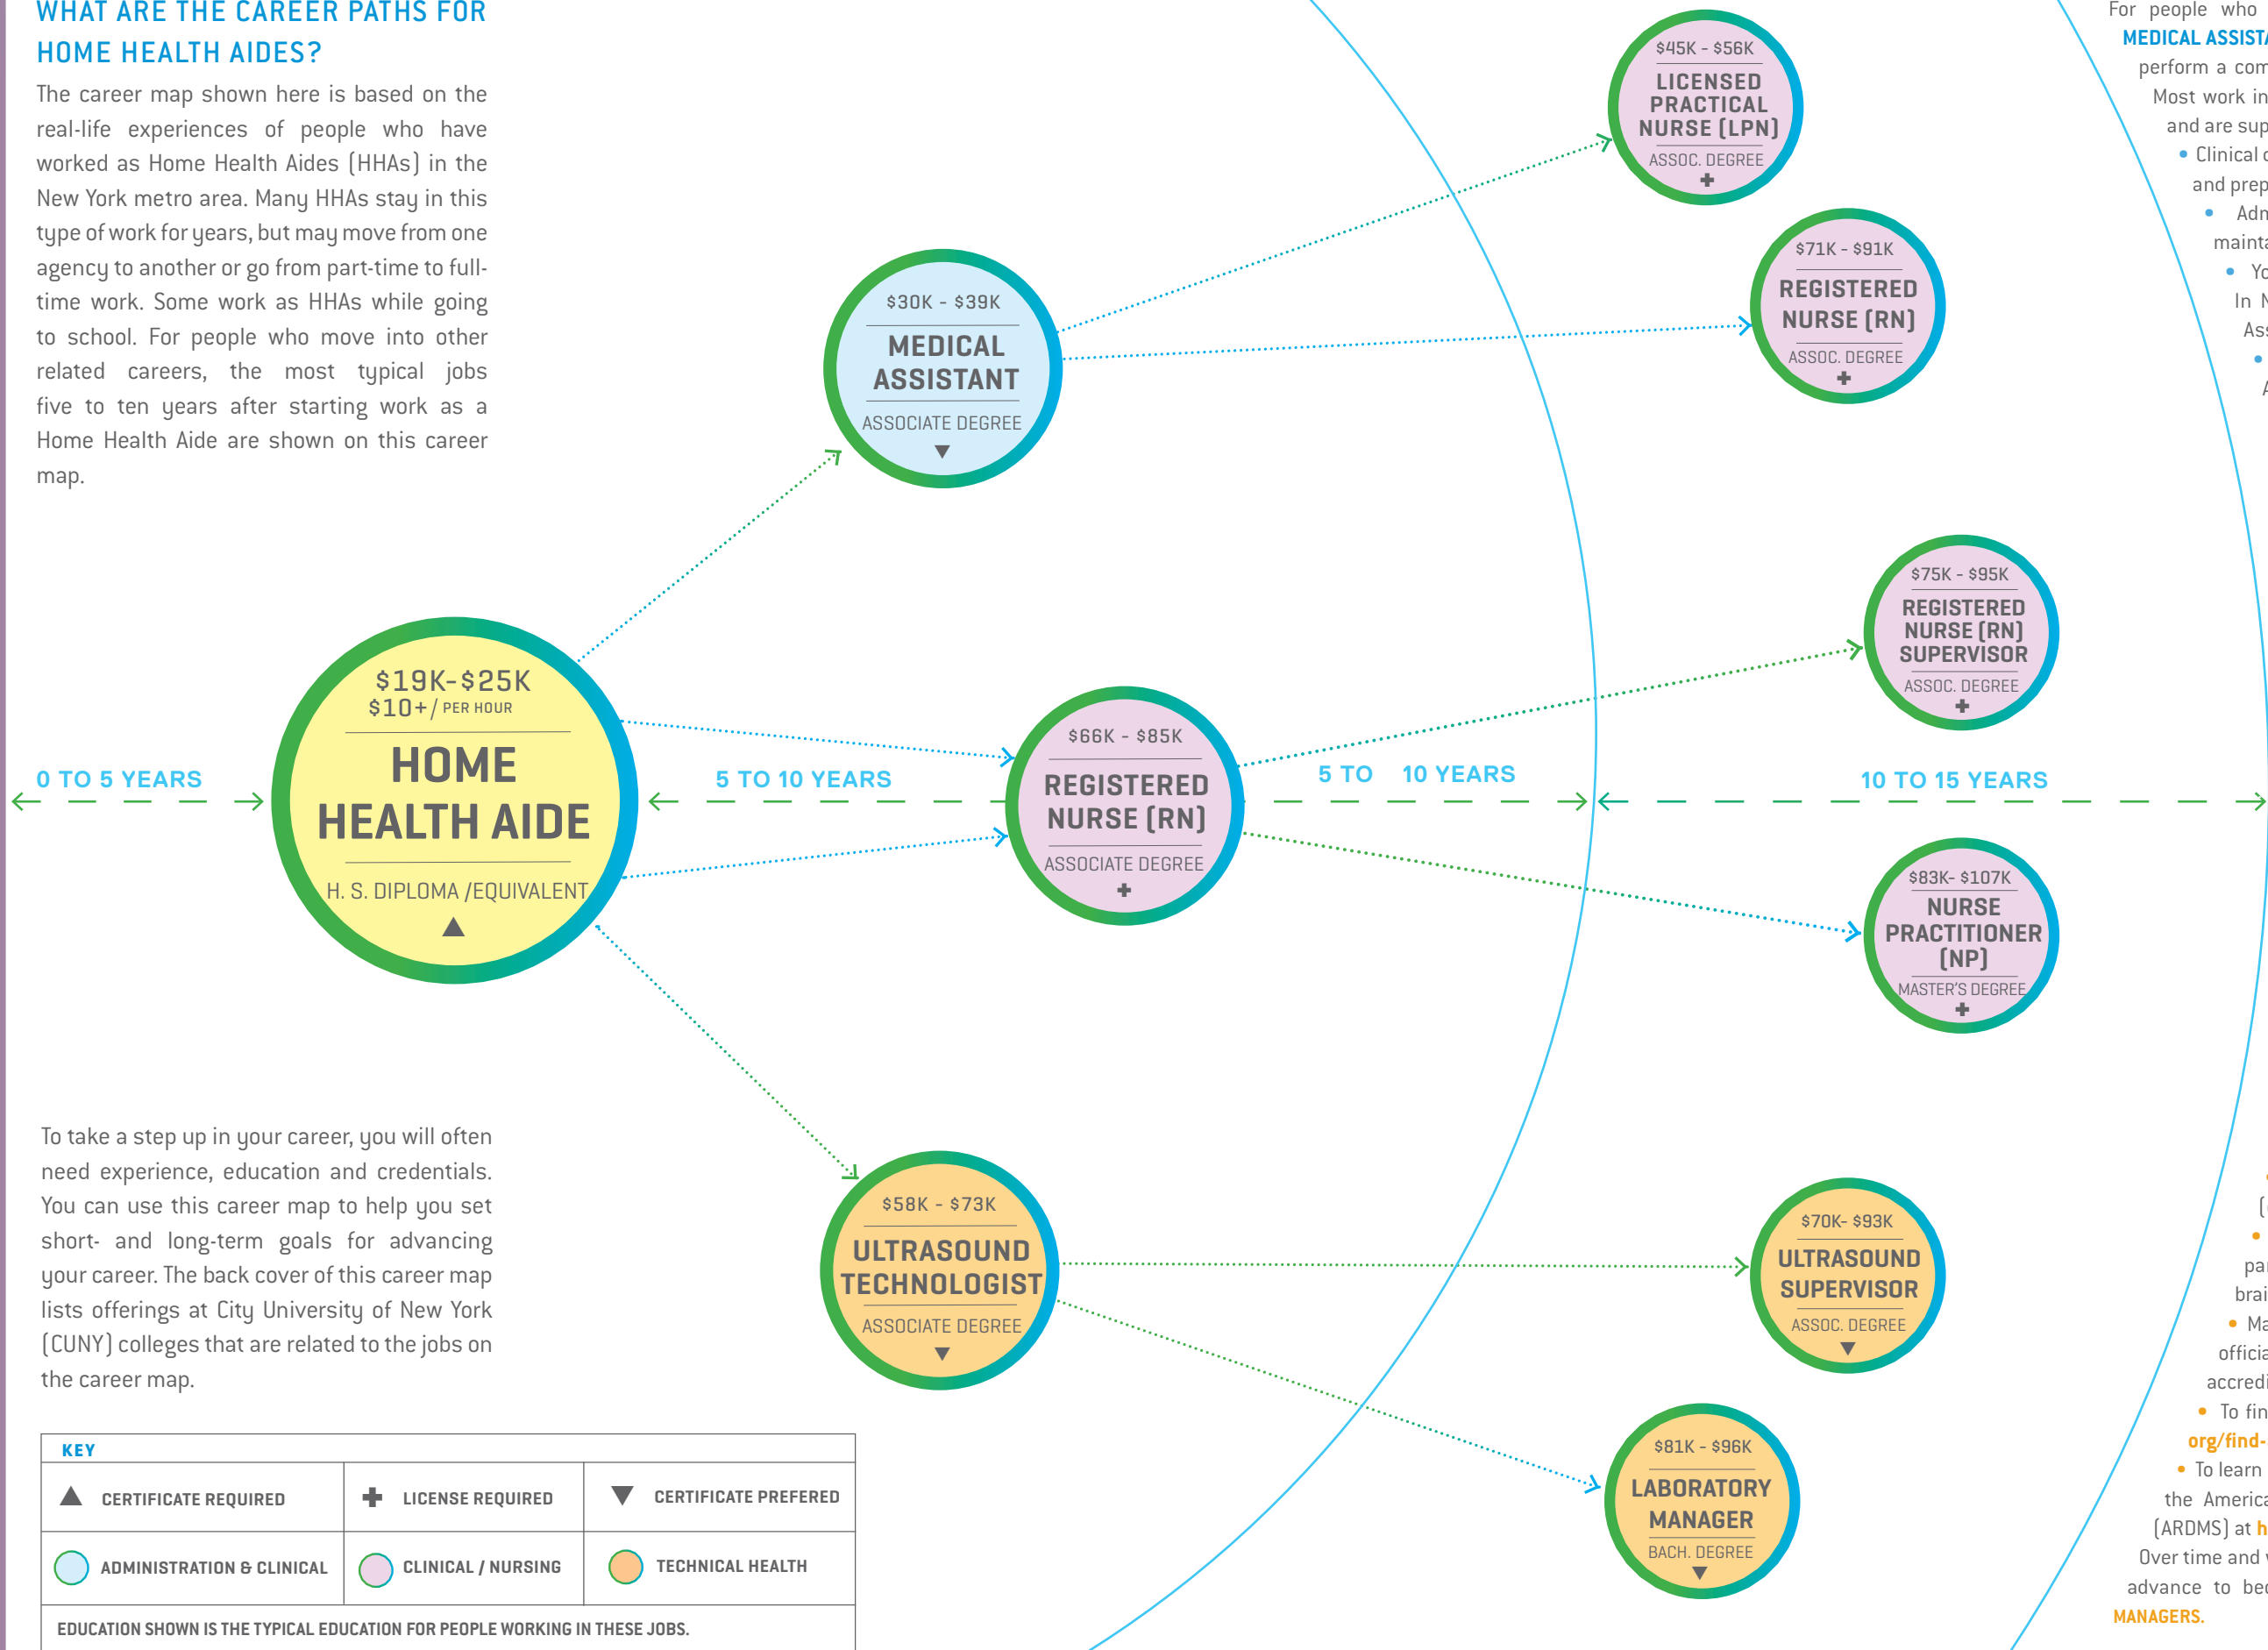 WHAT ARE THE CAREER PATHS FOR
HOME HEALTH AIDES?
The career map shown here is based on the
real-life experiences of people who have
worked as Home Health Aides (HHAs) in the
New York metro area. Many HHAs stay in this
type of work for years, but may move from one
agency to another or go from part-time to full-
time work. Some work as HHAs while going
to school. For people who move into other
related careers, the most typical jobs
five to ten years after starting work as a
Home Health Aide are shown on this career
map.
0 TO 5 YEARS
$19K-$25K
$10+/ PER HOUR
HOME
HEALTH AIDE
H. S. DIPLOMA /EQUIVALENT
5 TO 10 YEARS
$30K - $39K
MEDICAL
ASSISTANT
ASSOCIATE DEGREE
$66K - $85K
REGISTERED
NURSE (RN)
ASSOCIATE DEGREE
$58K - $73K
ULTRASOUND
TECHNOLOGIST
ASSOCIATE DEGREE
5 TO 10 YEARS
10 TO 15 YEARS
$45K - $56K
LICENSED
PRACTICAL
NURSE (LPN)
ASSOC. DEGREE
$71K - $91K
REGISTERED
NURSE (RN)
ASSOC. DEGREE
$75K - $95K
REGISTERED
NURSE (RN)
SUPERVISOR
ASSOC. DEGREE
$83K- $107K
NURSE
PRACTITIONER
(NP)
MASTER'S DEGREE
$70K- $93K
ULTRASOUND
SUPERVISOR
ASSOC. DEGREE
$81K - $96K
LABORATORY
MANAGER
BACH. DEGREE
To take a step up in your career, you will often
need experience, education and credentials.
You can use this career map to help you set
short- and long-term goals for advancing
your career. The back cover of this career map
lists offerings at City University of New York
(CUNY) colleges that are related to the jobs on
the career map.
KEY
▲ CERTIFICATE REQUIRED
✚ LICENSE REQUIRED
▼ CERTIFICATE PREFERED
ADMINISTRATION & CLINICAL
CLINICAL / NURSING
TECHNICAL HEALTH
EDUCATION SHOWN IS THE TYPICAL EDUCATION FOR PEOPLE WORKING IN THESE JOBS.
For people who
MEDICAL
perform a
Most work in
and are
• Clinical
and
•
•
In
•
•
•
• To
org/find-
• To learn
the
(ARDMS) at
Over time and
advance to
MANAGERS.